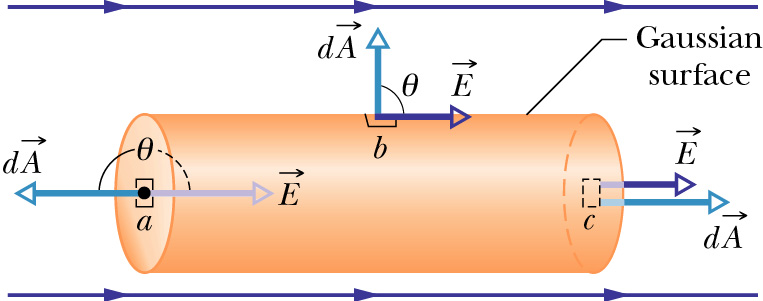 dA⃗
θ
E⃗
Gaussian
surface
b
dA⃗
θ
E⃗
a
E⃗
c
dA⃗